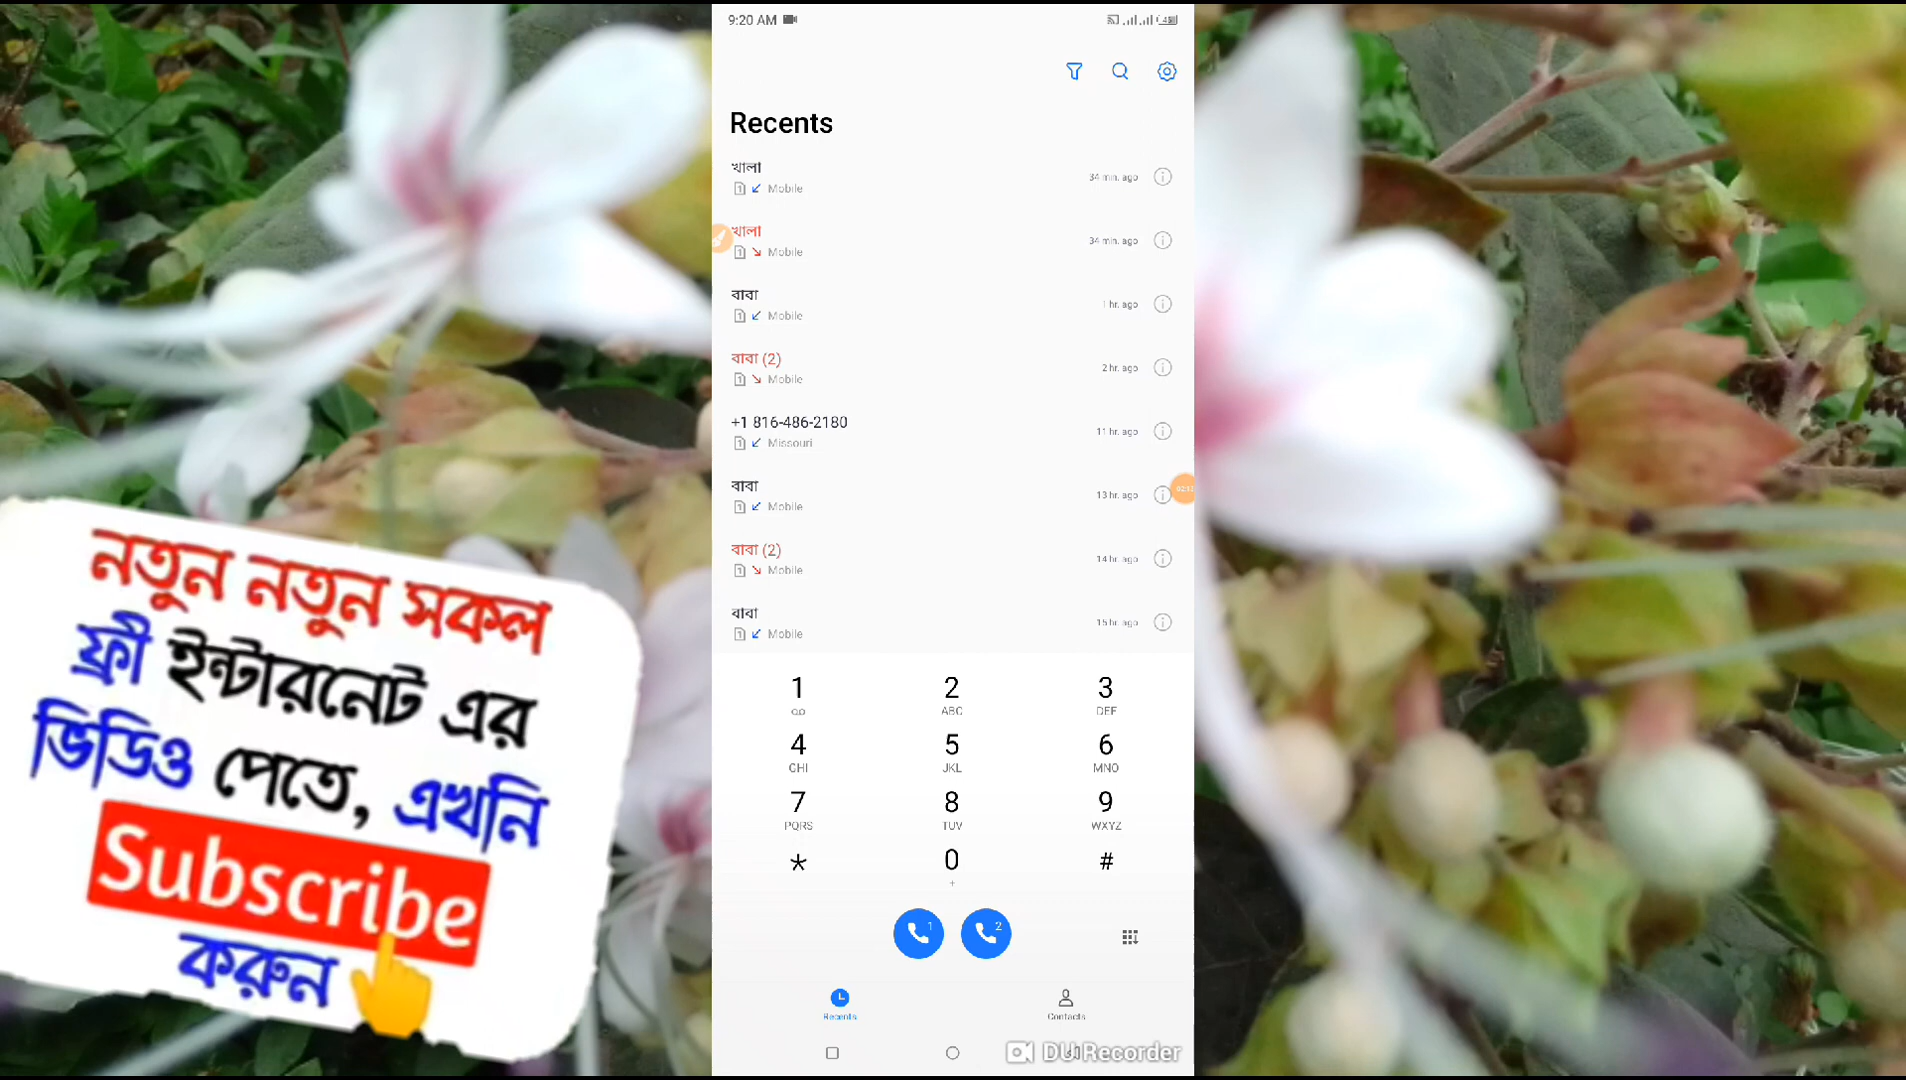 9:20 AM
Recents
খালা
Mobile
34 min. ago
খালা
Mobile
34 min. ago
বাবা
Mobile
1 hr. ago
বাবা (2)
Mobile
2 hr. ago
+1 816-486-2180
Missouri
11 hr. ago
বাবা
Mobile
13 hr. ago
বাবা (2)
Mobile
14 hr. ago
বাবা
Mobile
15 hr. ago
1 2 3
ABC DEF
4 5 6
GHI JKL MNO
7 8 9
PQRS TUV WXYZ
* 0 #
+
1 2
Recents Contacts
DU Recorder
নতুন নতুন সকল
ফ্রী ইন্টারনেট এর
ভিডিও পেতে, এখনি
Subscribe
করুন